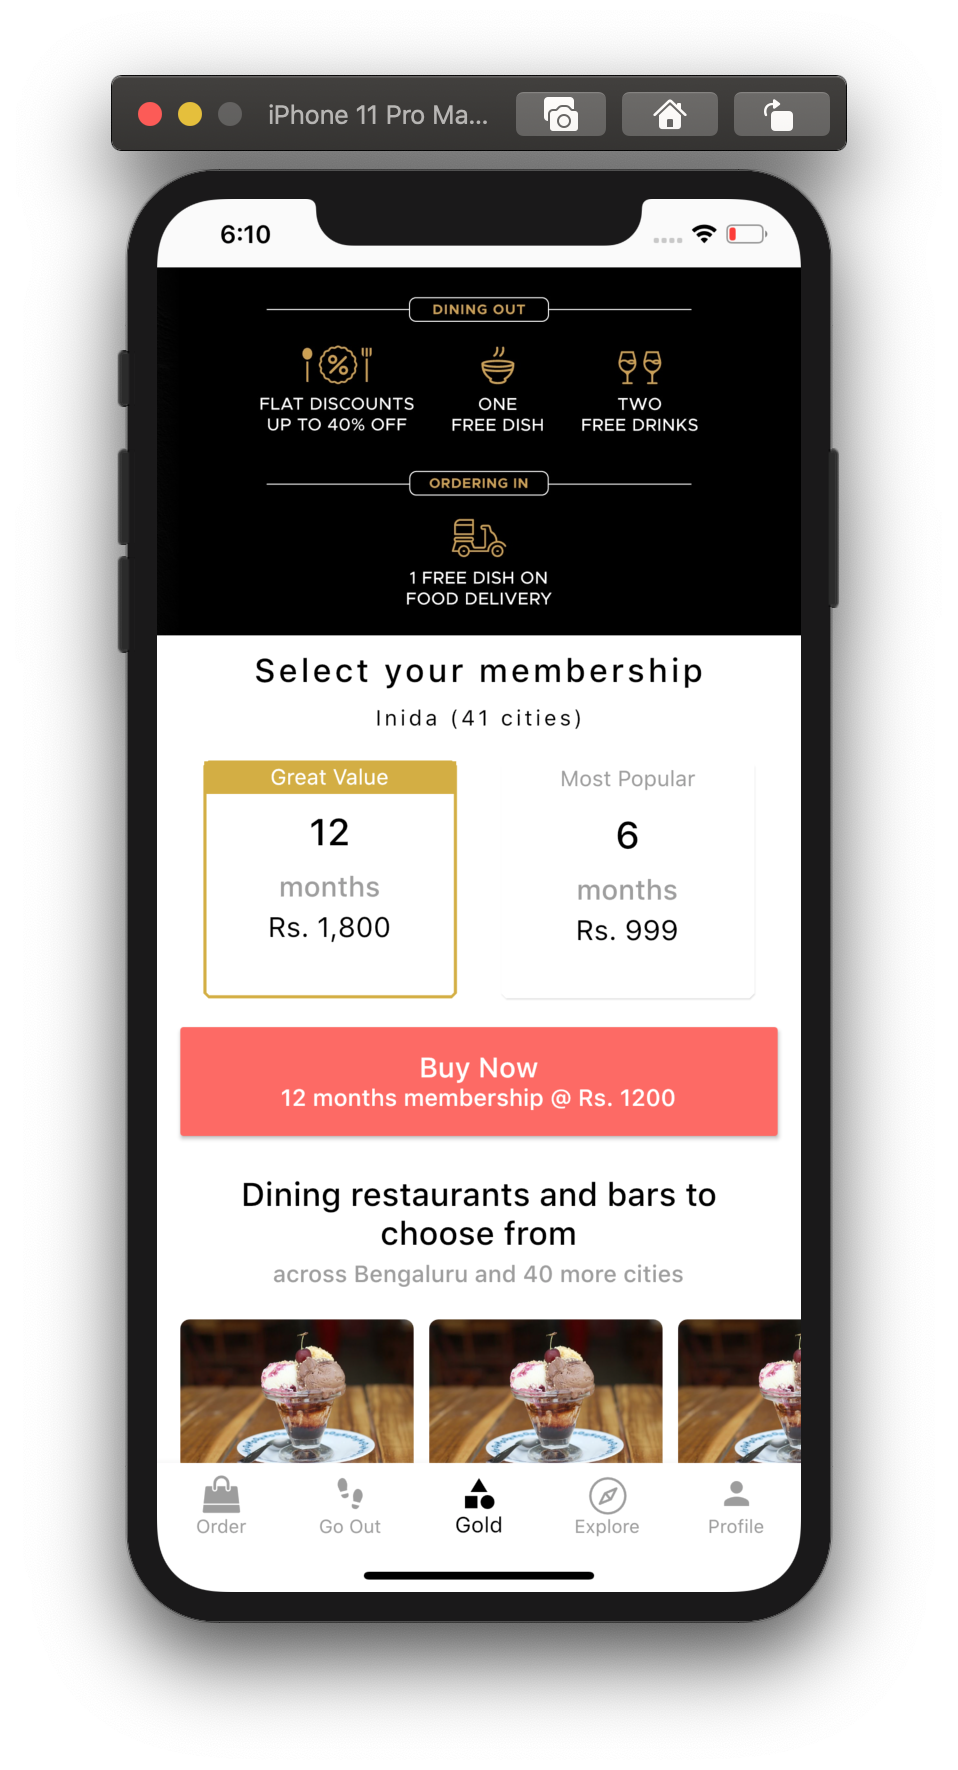 iPhone 11 Pro Ma...
6:10
DINING OUT
FLAT DISCOUNTS
UP TO 40% OFF
ONE
FREE DISH
TWO
FREE DRINKS
ORDERING IN
1 FREE DISH ON
FOOD DELIVERY
Select your membership
Inida (41 cities)
Great Value
12
months
Rs. 1,800
Most Popular
6
months
Rs. 999
Buy Now
12 months membership @ Rs. 1200
Dining restaurants and bars to
choose from
across Bengaluru and 40 more cities
Order
Go Out
Gold
Explore
Profile